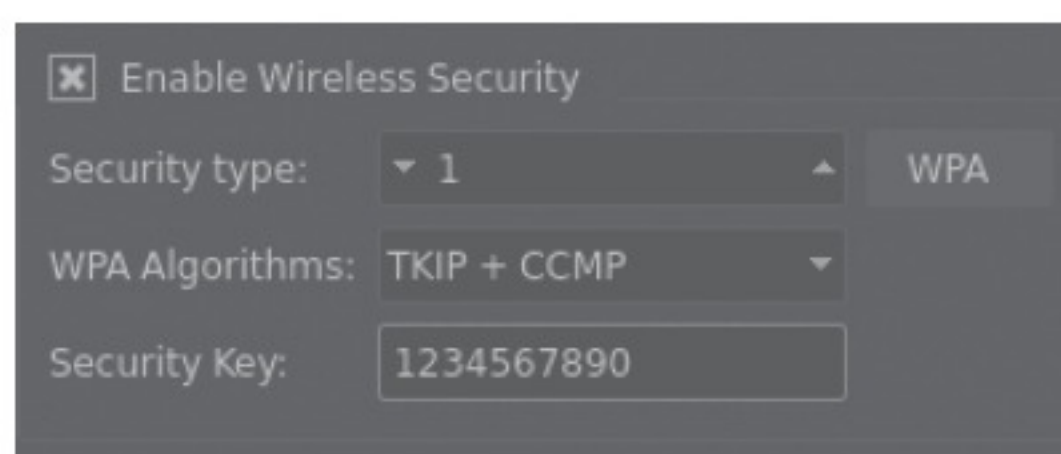 Enable Wireless Security
Security type: 1 WPA
WPA Algorithms: TKIP + CCMP
Security Key: 1234567890